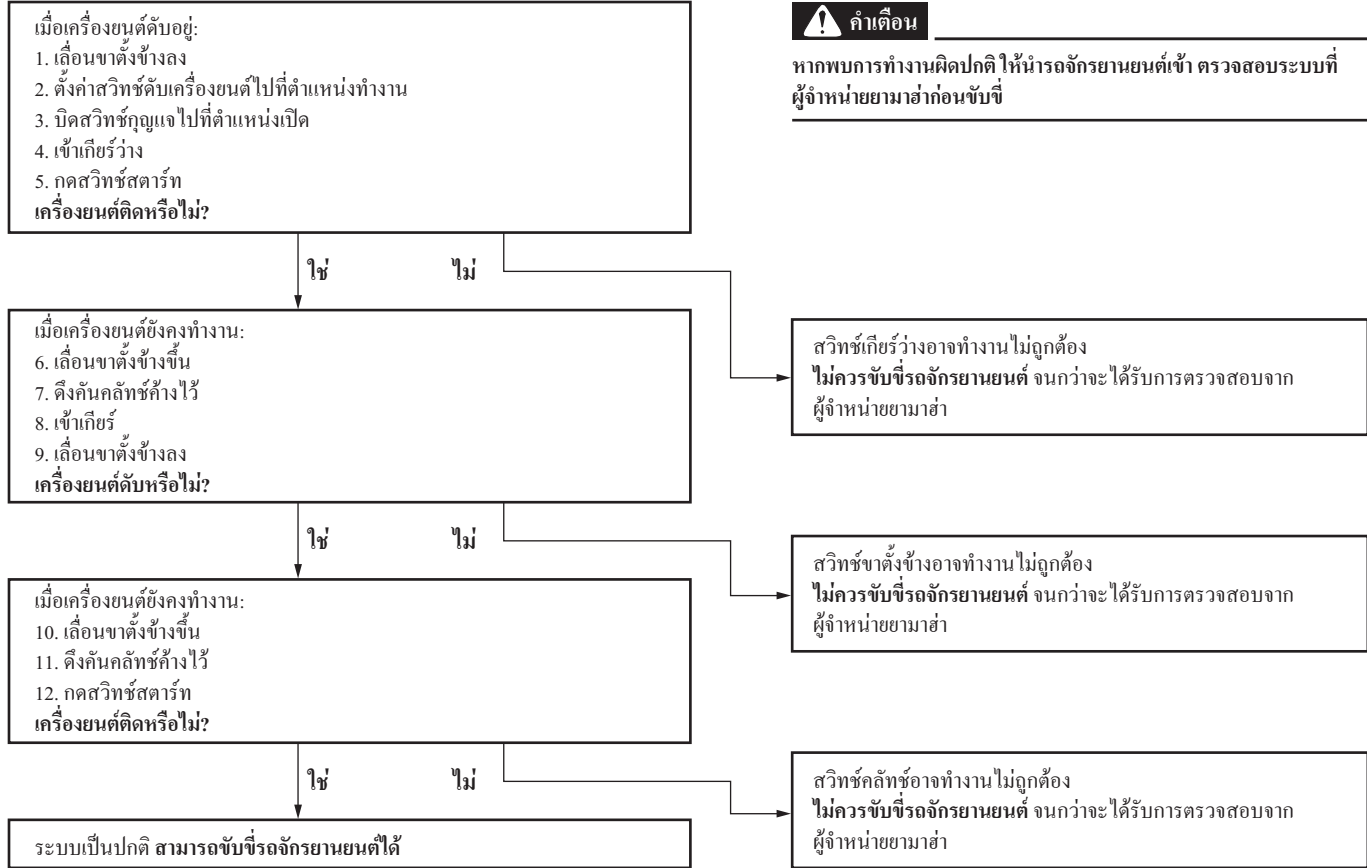 เมื่อเครื่องยนต์ดับอยู่:
1. เลื่อนขาตั้งข้างลง
2. ตั้งค่าสวิทช์ดับเครื่องยนต์ไปที่ตำแหน่งทำงาน
3. บิดสวิทช์กุญแจไปที่ตำแหน่งเปิด
4. เข้าเกียร์ว่าง
5. กดสวิทช์สตาร์ท
เครื่องยนต์ติดหรือไม่?
คำเตือน
หากพบการทำงานผิดปกติ ให้นำรถจักรยานยนต์เข้า ตรวจสอบระบบที่
ผู้จำหน่ายยามาฮ่าก่อนขับขี่
ใช่
ไม่
เมื่อเครื่องยนต์ยังคงทำงาน:
6. เลื่อนขาตั้งข้างขึ้น
7. ดึงคันคลัทช์ค้างไว้
8. เข้าเกียร์
9. เลื่อนขาตั้งข้างลง
เครื่องยนต์ดับหรือไม่?
สวิทช์เกียร์ว่างอาจทำงานไม่ถูกต้อง
ไม่ควรขับขี่รถจักรยานยนต์ จนกว่าจะได้รับการตรวจสอบจาก
ผู้จำหน่ายยามาฮ่า
ใช่
ไม่
เมื่อเครื่องยนต์ยังคงทำงาน:
10. เลื่อนขาตั้งข้างขึ้น
11. ดึงคันคลัทช์ค้างไว้
12. กดสวิทช์สตาร์ท
เครื่องยนต์ติดหรือไม่?
สวิทช์ขาตั้งข้างอาจทำงานไม่ถูกต้อง
ไม่ควรขับขี่รถจักรยานยนต์ จนกว่าจะได้รับการตรวจสอบจาก
ผู้จำหน่ายยามาฮ่า
ใช่
ไม่
ระบบเป็นปกติ สามารถขับขี่รถจักรยานยนต์ได้
สวิทช์คลัทช์อาจทำงานไม่ถูกต้อง
ไม่ควรขับขี่รถจักรยานยนต์ จนกว่าจะได้รับการตรวจสอบจาก
ผู้จำหน่ายยามาฮ่า